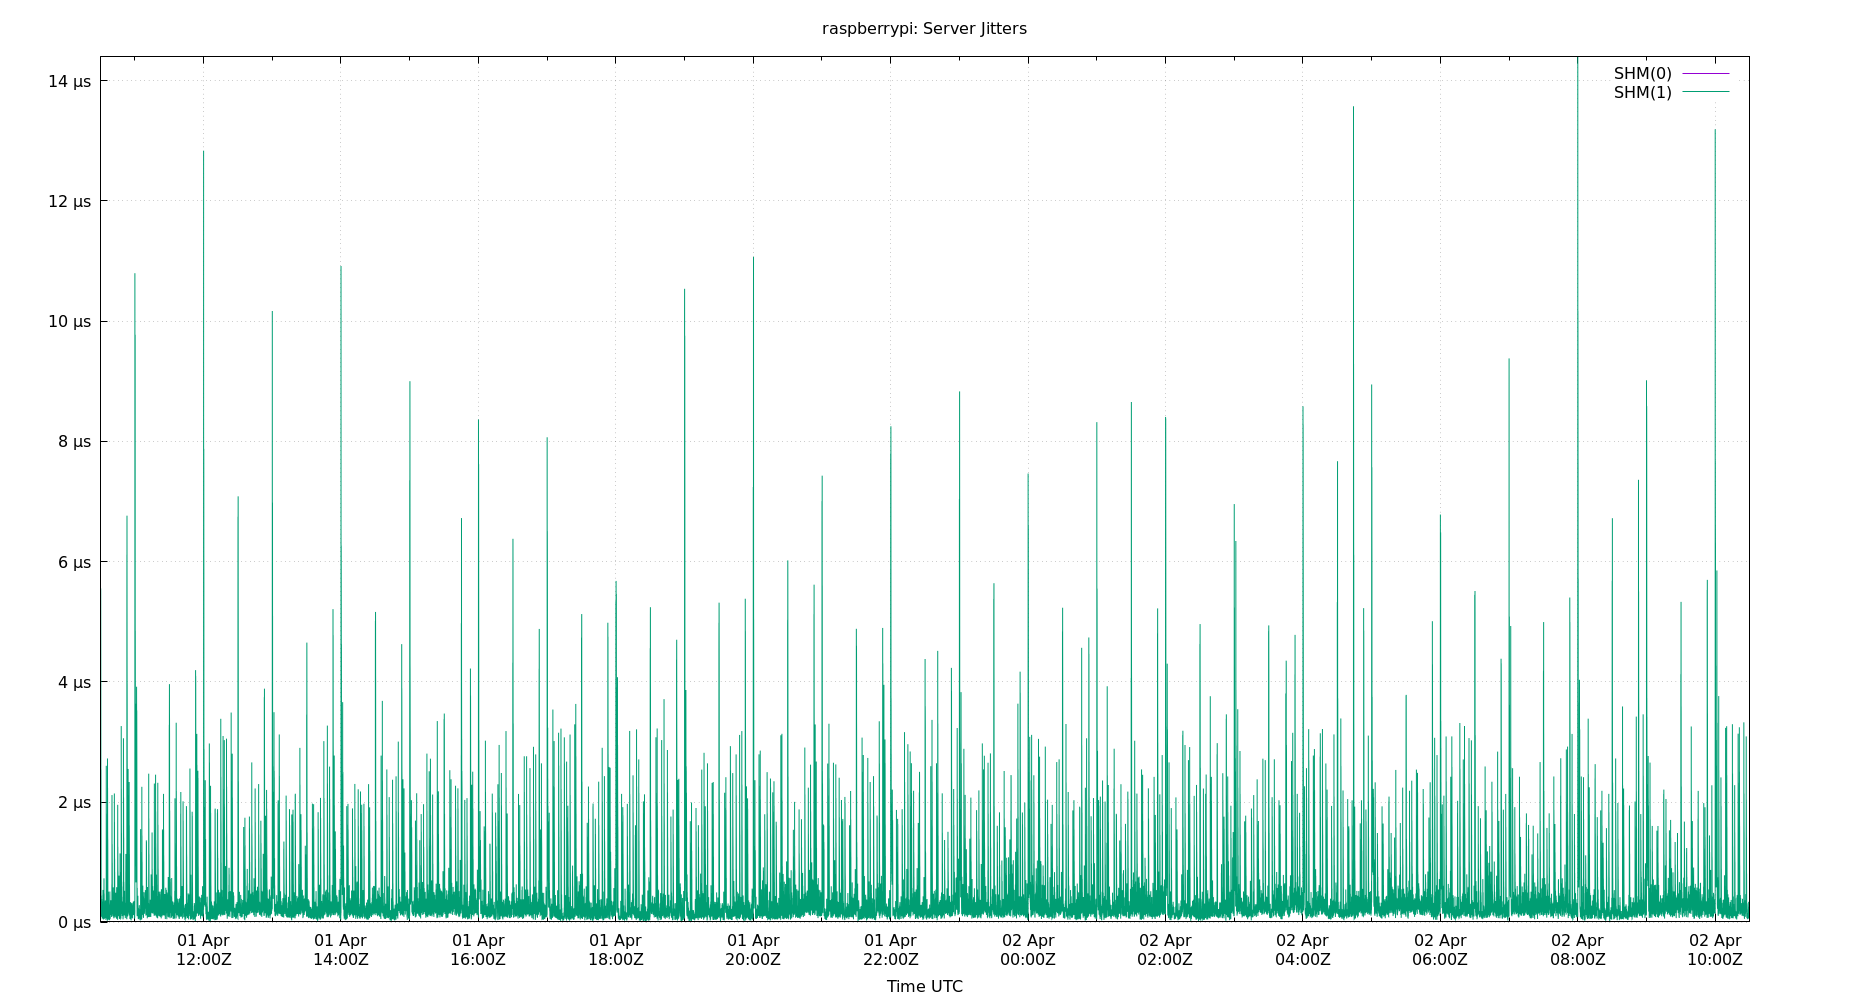 raspberrypi: Server Jitters
SHM(0)
SHM(1)
14 µs
12 µs
10 µs
8 µs
6 µs
4 µs
2 µs
0 µs
01 Apr 01 Apr 01 Apr 01 Apr 01 Apr 01 Apr 02 Apr 02 Apr 02 Apr 02 Apr 02 Apr 02 Apr
12:00Z 14:00Z 16:00Z 18:00Z 20:00Z 22:00Z 00:00Z 02:00Z 04:00Z 06:00Z 08:00Z 10:00Z
Time UTC